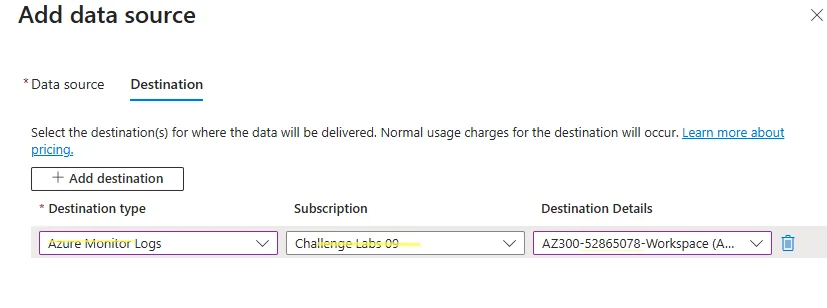 Add data source
* Data source Destination
Select the destination(s) for where the data will be delivered. Normal usage charges for the destination will occur. Learn more about
pricing.
+ Add destination
* Destination type Subscription Destination Details
Azure Monitor Logs Challenge Labs 09 AZ300-52865078-Workspace (A...